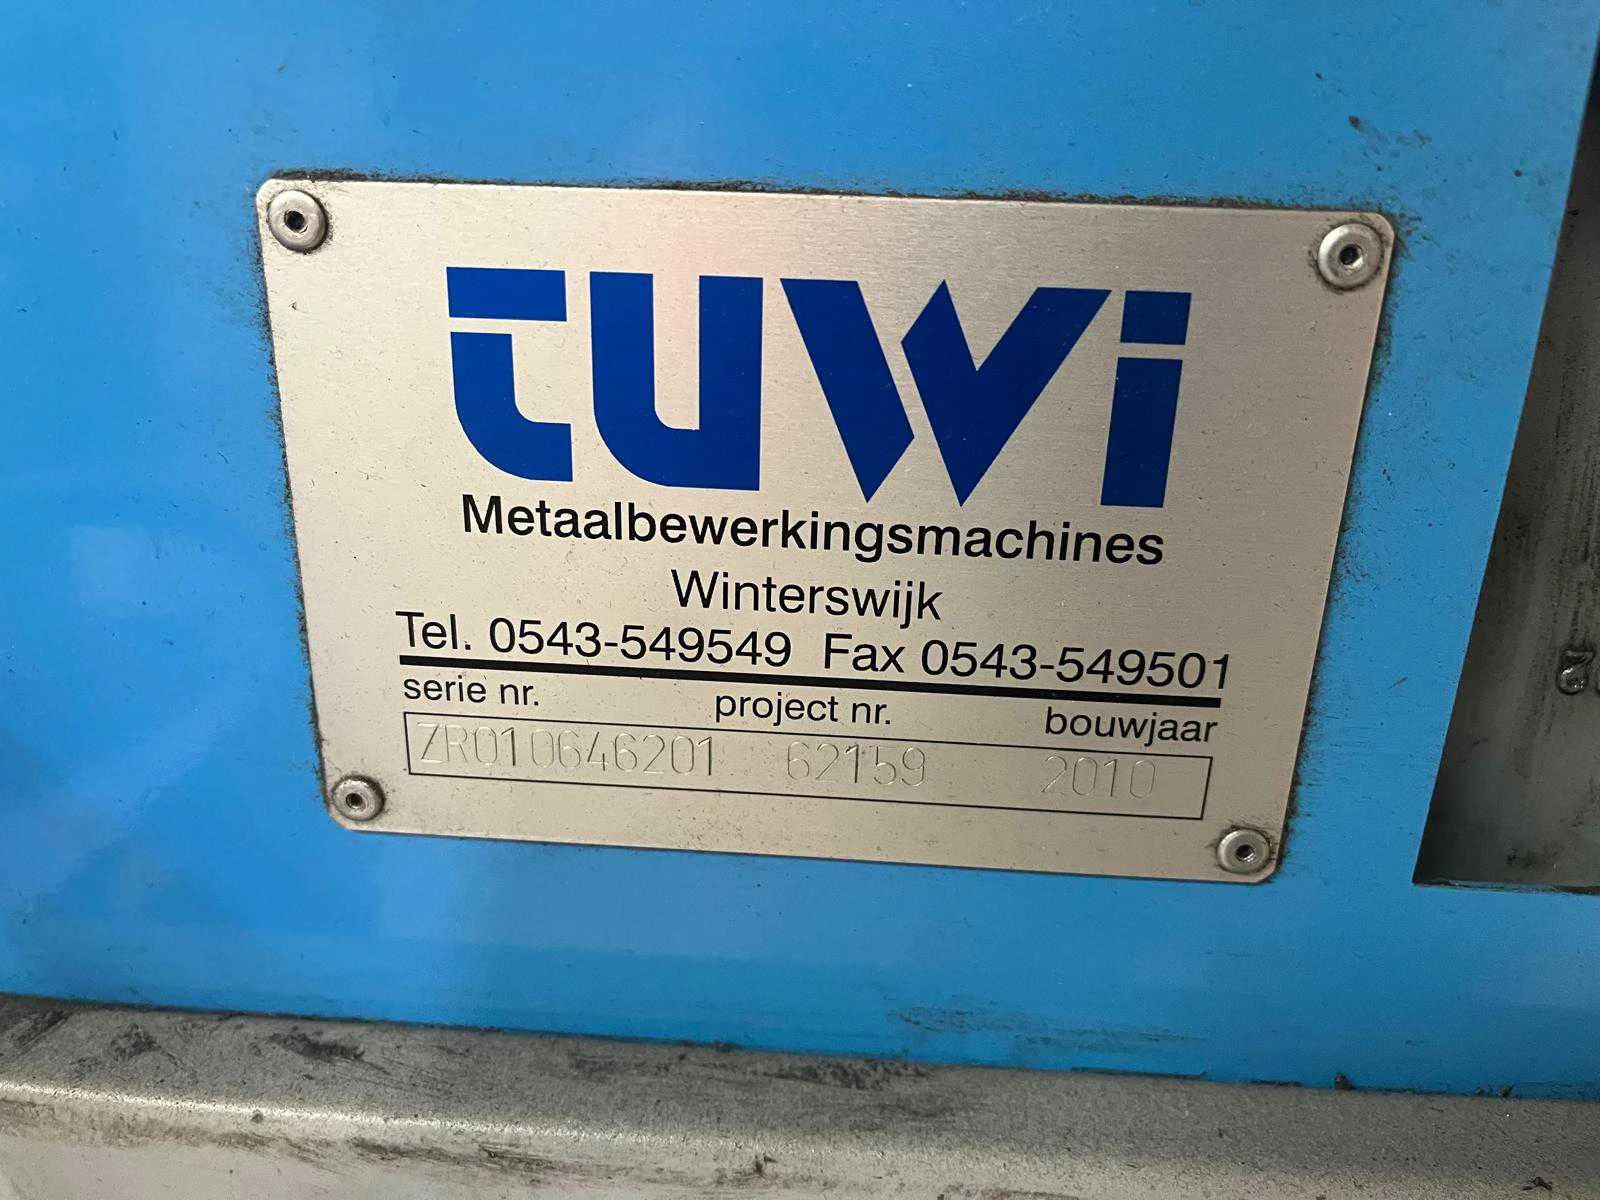 tuwi
Metaalbewerkingsmachines
Winterswijk
Tel. 0543-549549 Fax 0543-549501
serie nr. project nr. bouwjaar
ZR010646201 62159 2010